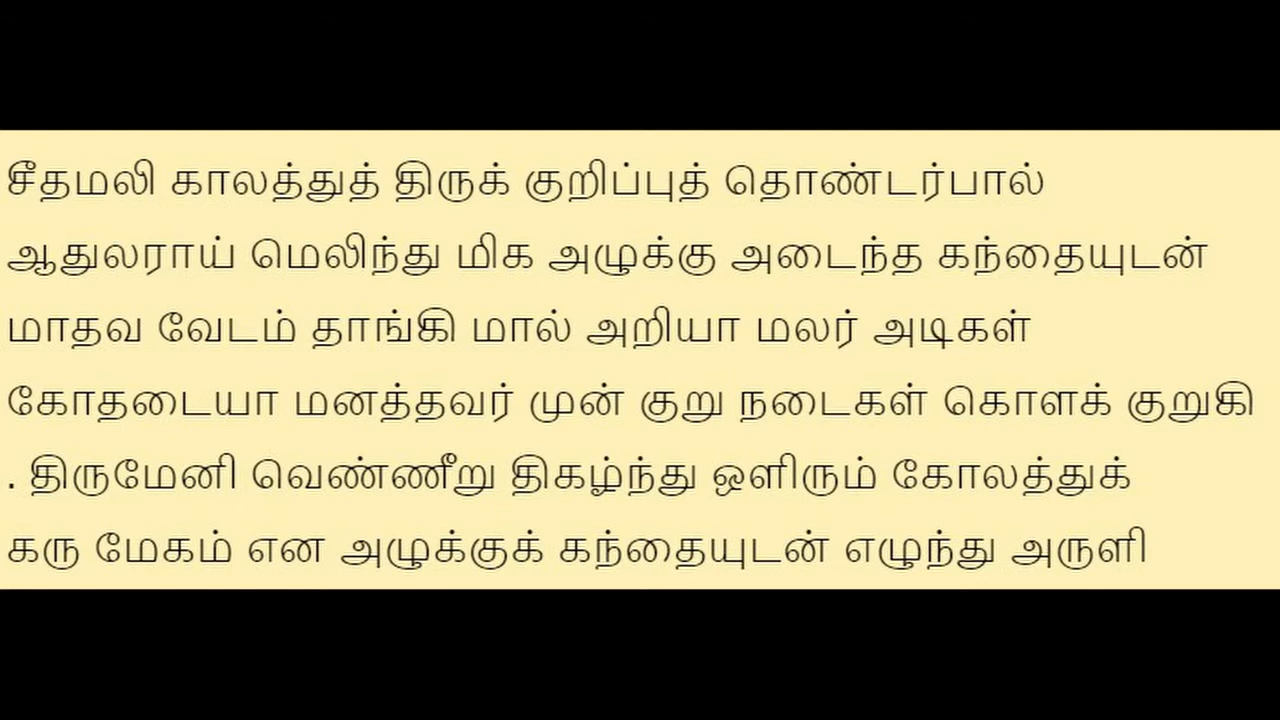 சீதமலி காலத்துத் திருக் குறிப்புத் தொண்டர்பால்
ஆதுலராய் மெலிந்து மிக அழுக்கு அடைந்த கந்தையுடன்
மாதவ வேடம் தாங்கி மால் அறியா மலர் அடிகள்
கோதடையா மனத்தவர் முன் குறு நடைகள் கொளக் குறுகி
. திருமேனி வெண்ணீறு திகழ்ந்து ஒளிரும் கோலத்துக்
கரு மேகம் என அழுக்குக் கந்தையுடன் எழுந்து அருளி